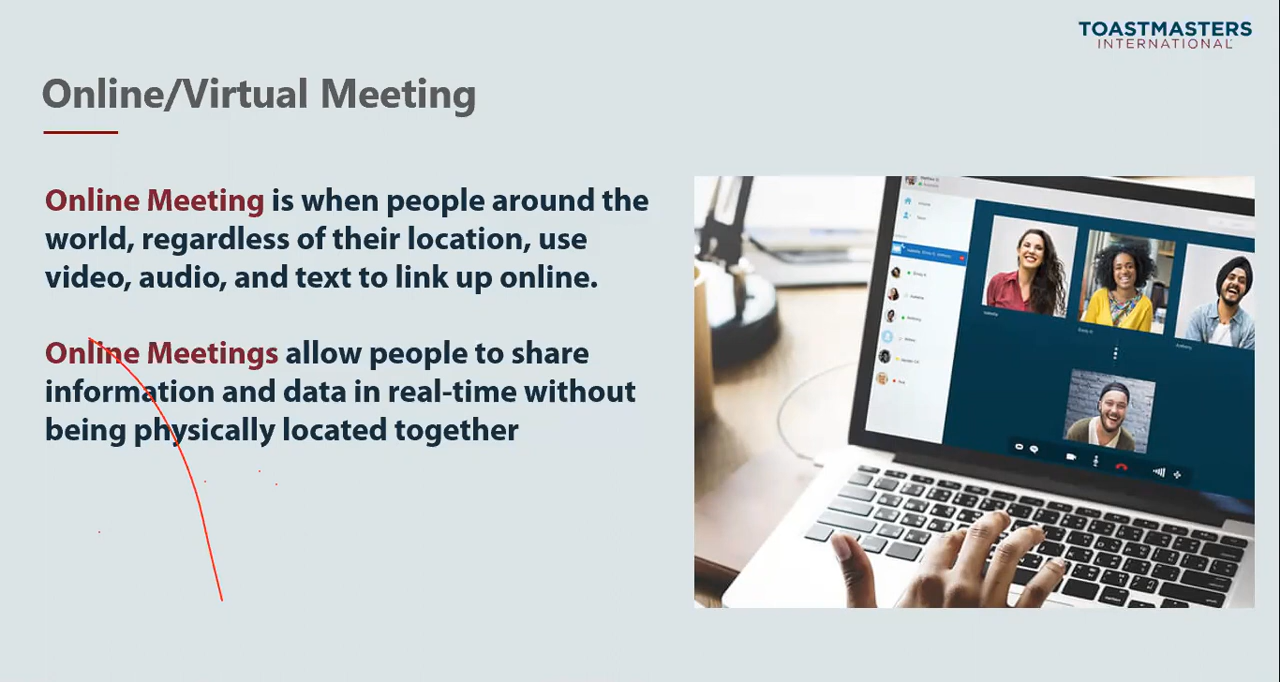 TOASTMASTERS
INTERNATIONAL
Online/Virtual Meeting
Online Meeting is when people around the
world, regardless of their location, use
video, audio, and text to link up online.
Online Meetings allow people to share
information and data in real-time without
being physically located together